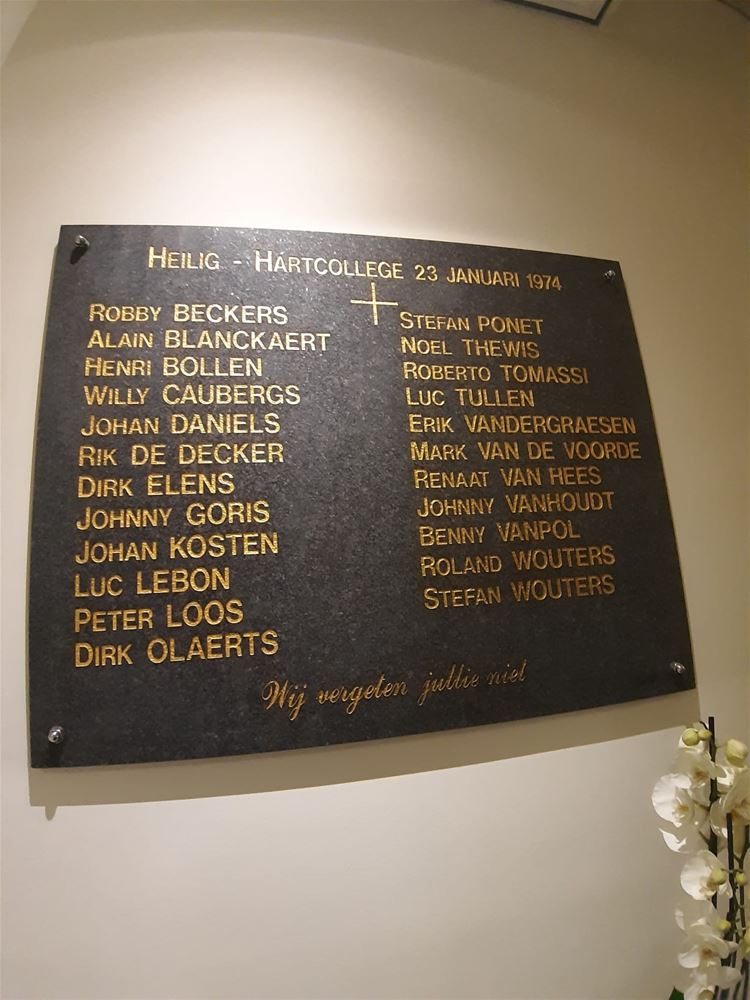 HEILIG - HARTCOLLEGE 23 JANUARI 1974
ROBBY BECKERS
ALAIN BLANCKAERT
HENRI BOLLEN
WILLY CAUBERGS
JOHAN DANIELS
RIK DE DECKER
DIRK ELENS
JOHNNY GORIS
JOHAN KOSTEN
LUC LEBON
PETER LOOS
DIRK OLAERTS
STEFAN PONET
NOEL THEWIS
ROBERTO TOMASSI
LUC TULLEN
ERIK VANDERGRAESEN
MARK VAN DE VOORDE
RENAAT VAN HEES
JOHNNY VANHOUDT
BENNY VANPOL
ROLAND WOUTERS
STEFAN WOUTERS
Wij vergeten jullie niet